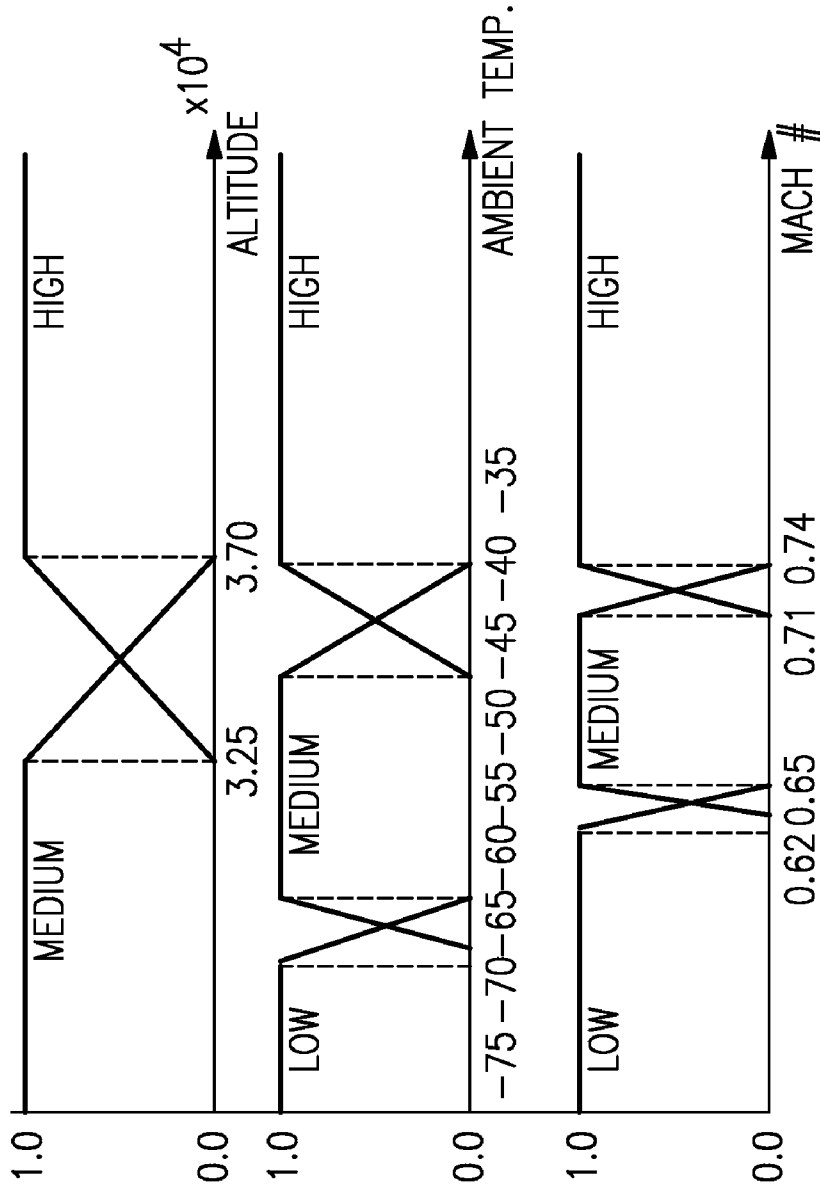 1.0
MEDIUM
HIGH
0.0
3.25
3.70
x10⁴
ALTITUDE
1.0
LOW
MEDIUM
HIGH
0.0
-75 -70 -65 -60 -55 -50 -45 -40 -35
AMBIENT TEMP.
1.0
LOW
MEDIUM
HIGH
0.0
0.62 0.65 0.71 0.74
MACH #